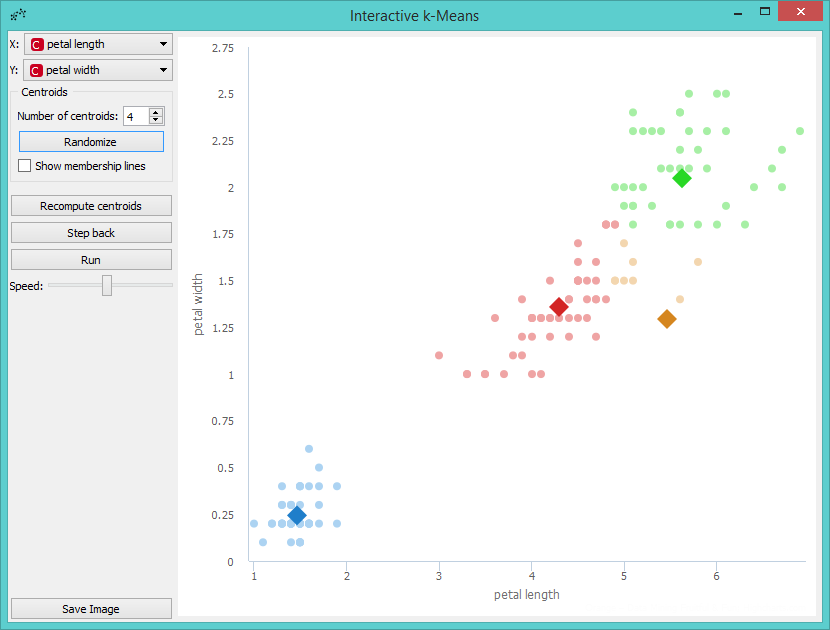 Interactive k-Means
X: C petal length
Y: C petal width
Centroids
Number of centroids: 4
Randomize
Show membership lines
Recompute centroids
Step back
Run
Speed:
Save Image
2.75
2.5
2.25
2
1.75
1.5
1.25
1
0.75
0.5
0.25
0
petal width
1 2 3 4 5 6
petal length